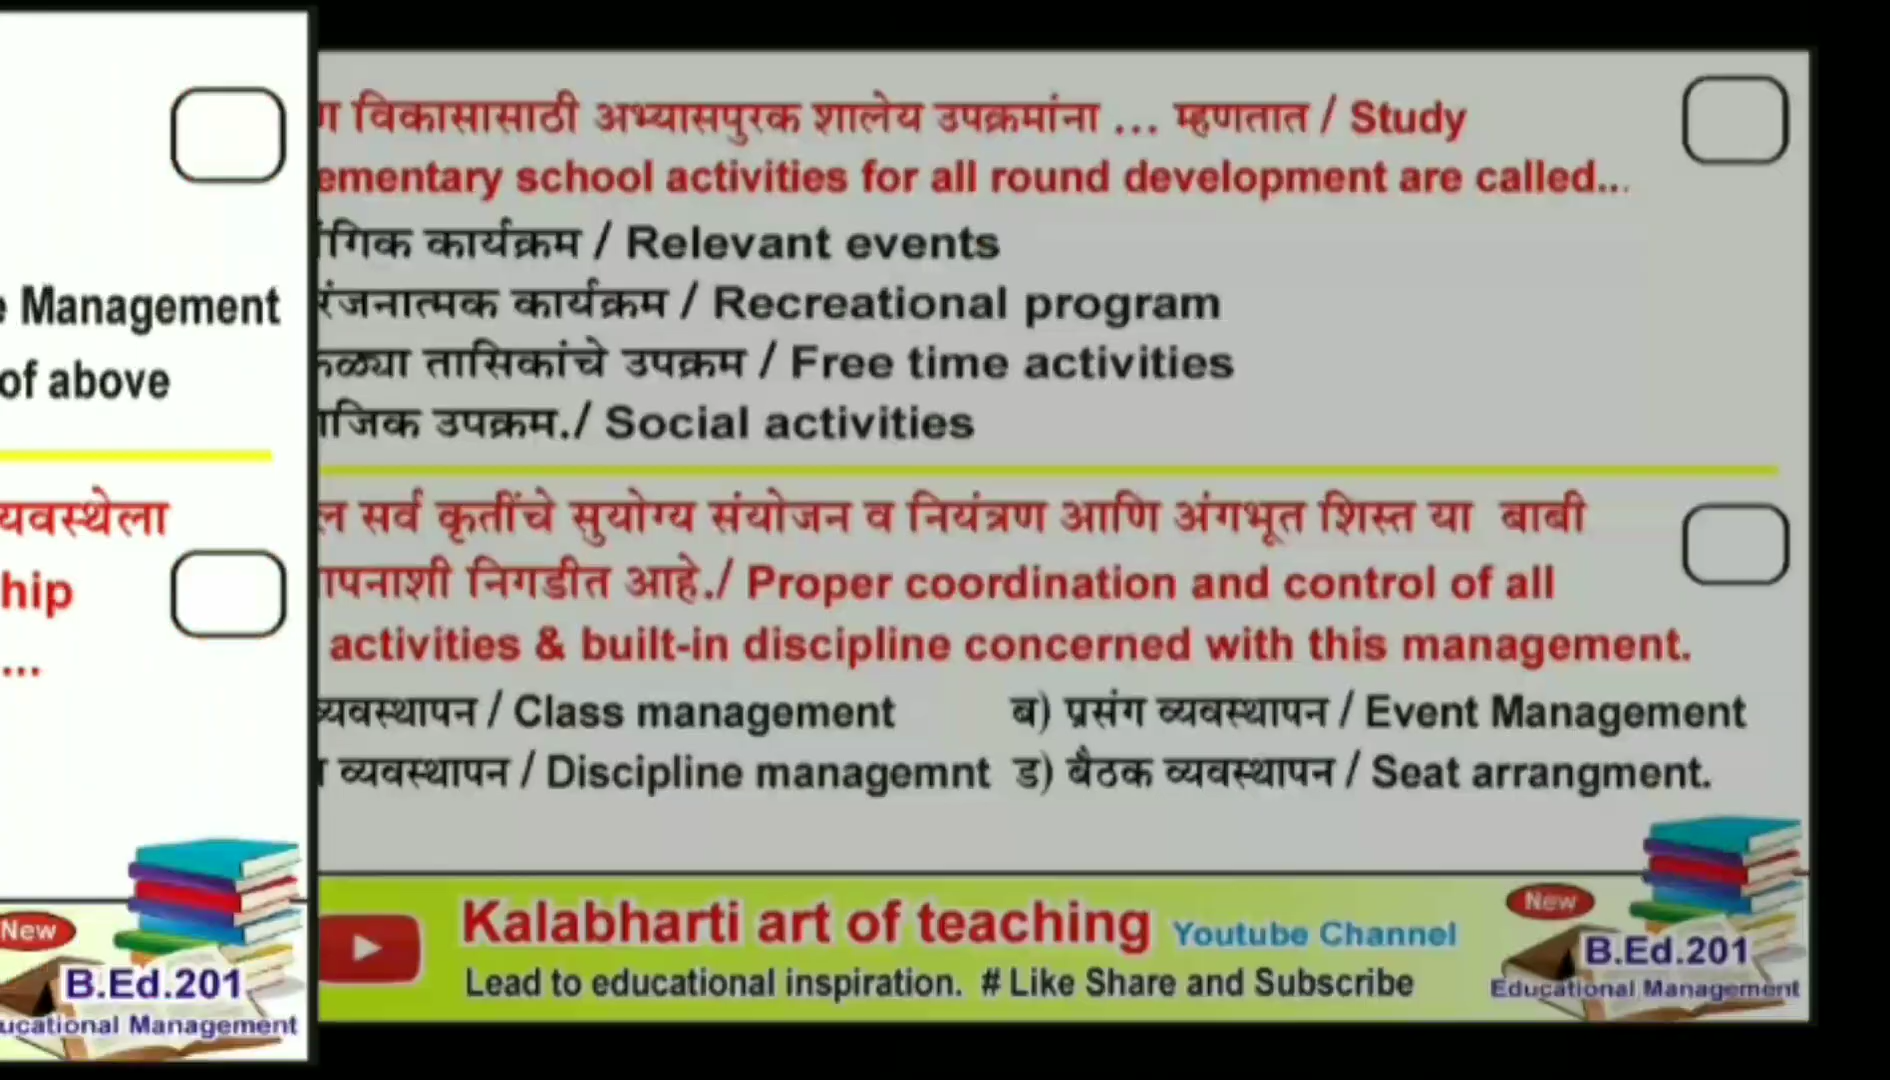 Management
of above
यवस्थेला
hip
...
New
B.Ed.201
ucational Management
विकासासाठी अभ्यासपुरक शालेय उपक्रमांना ... म्हणतात / Study
ementary school activities for all round development are called...
गिक कार्यक्रम / Relevant events
रंजनात्मक कार्यक्रम / Recreational program
कळ्या तासिकांचे उपक्रम / Free time activities
ाजिक उपक्रम./ Social activities
ल सर्व कृतींचे सुयोग्य संयोजन व नियंत्रण आणि अंगभूत शिस्त या बाबी
ापनाशी निगडीत आहे./ Proper coordination and control of all
activities & built-in discipline concerned with this management.
व्यवस्थापन / Class management ब) प्रसंग व्यवस्थापन / Event Management
व्यवस्थापन / Discipline managemnt ड) बैठक व्यवस्थापन / Seat arrangment.
Kalabharti art of teaching Youtube Channel
Lead to educational inspiration. # Like Share and Subscribe
New
B.Ed.201
Educational Management